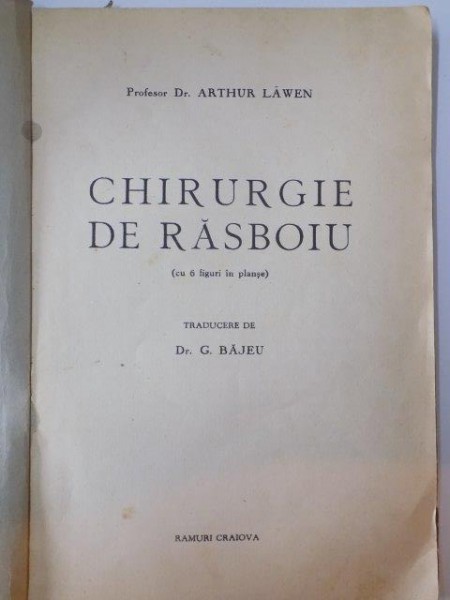 Profesor Dr. ARTHUR LÄWEN
CHIRURGIE
DE RĂSBOIU
(cu 6 figuri în planșe)
TRADUCERE DE
Dr. G. BĂJEU
RAMURI CRAIOVA